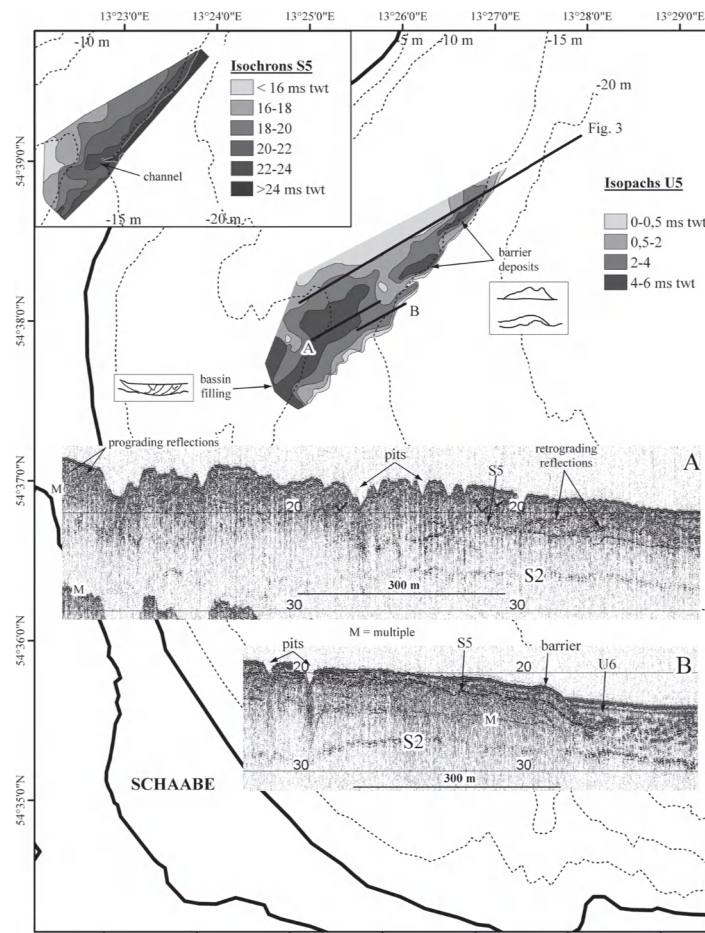 13°23'0"E 13°24'0"E 13°25'0"E 13°26'0"E 13°27'0"E 13°28'0"E 13°29'0"E
-10 m
-5 m
-10 m
-15 m
-20 m
Isochrons S5
< 16 ms twt
16-18
18-20
20-22
22-24
>24 ms twt
channel
-15 m
-20 m
Fig. 3
Isopachs U5
0-0,5 ms twt
0,5-2
2-4
4-6 ms twt
barrier
deposits
A
B
bassin
filling
54°39'0"N
54°38'0"N
54°37'0"N
54°36'0"N
54°35'0"N
prograding reflections
pits
S5
retrograding
reflections
A
M
20
20
S2
M
300 m
30
30
M = multiple
pits
S5
barrier
B
20
20
U6
M
S2
30
30
300 m
SCHAABE